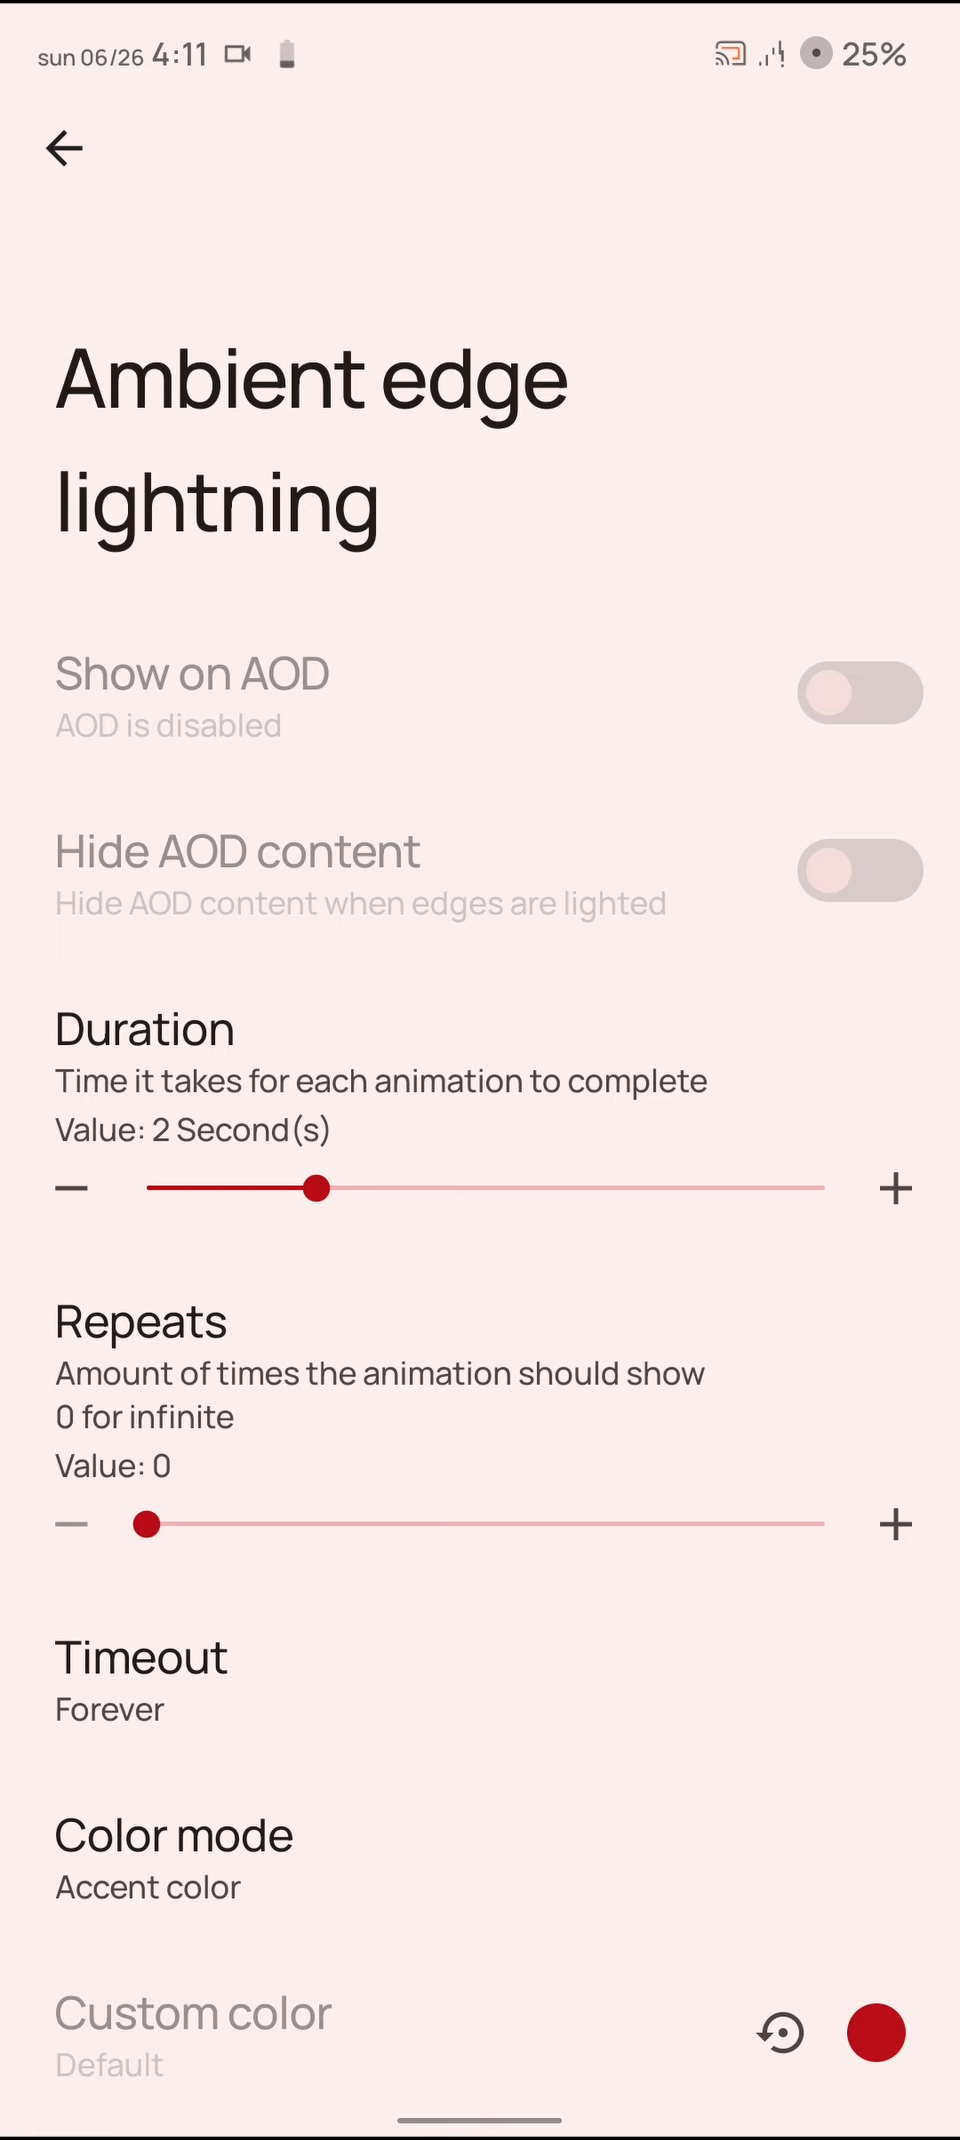 sun 06/26 4:11 25%
Ambient edge
lightning
Show on AOD
AOD is disabled
Hide AOD content
Hide AOD content when edges are lighted
Duration
Time it takes for each animation to complete
Value: 2 Second(s)
Repeats
Amount of times the animation should show
0 for infinite
Value: 0
Timeout
Forever
Color mode
Accent color
Custom color
Default